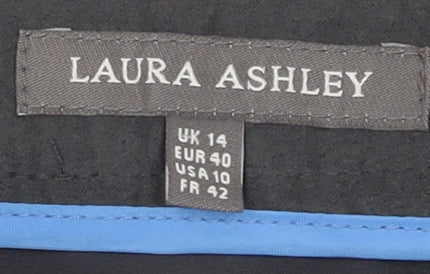 LAURA ASHLEY
UK 14
EUR 40
USA 10
FR 42